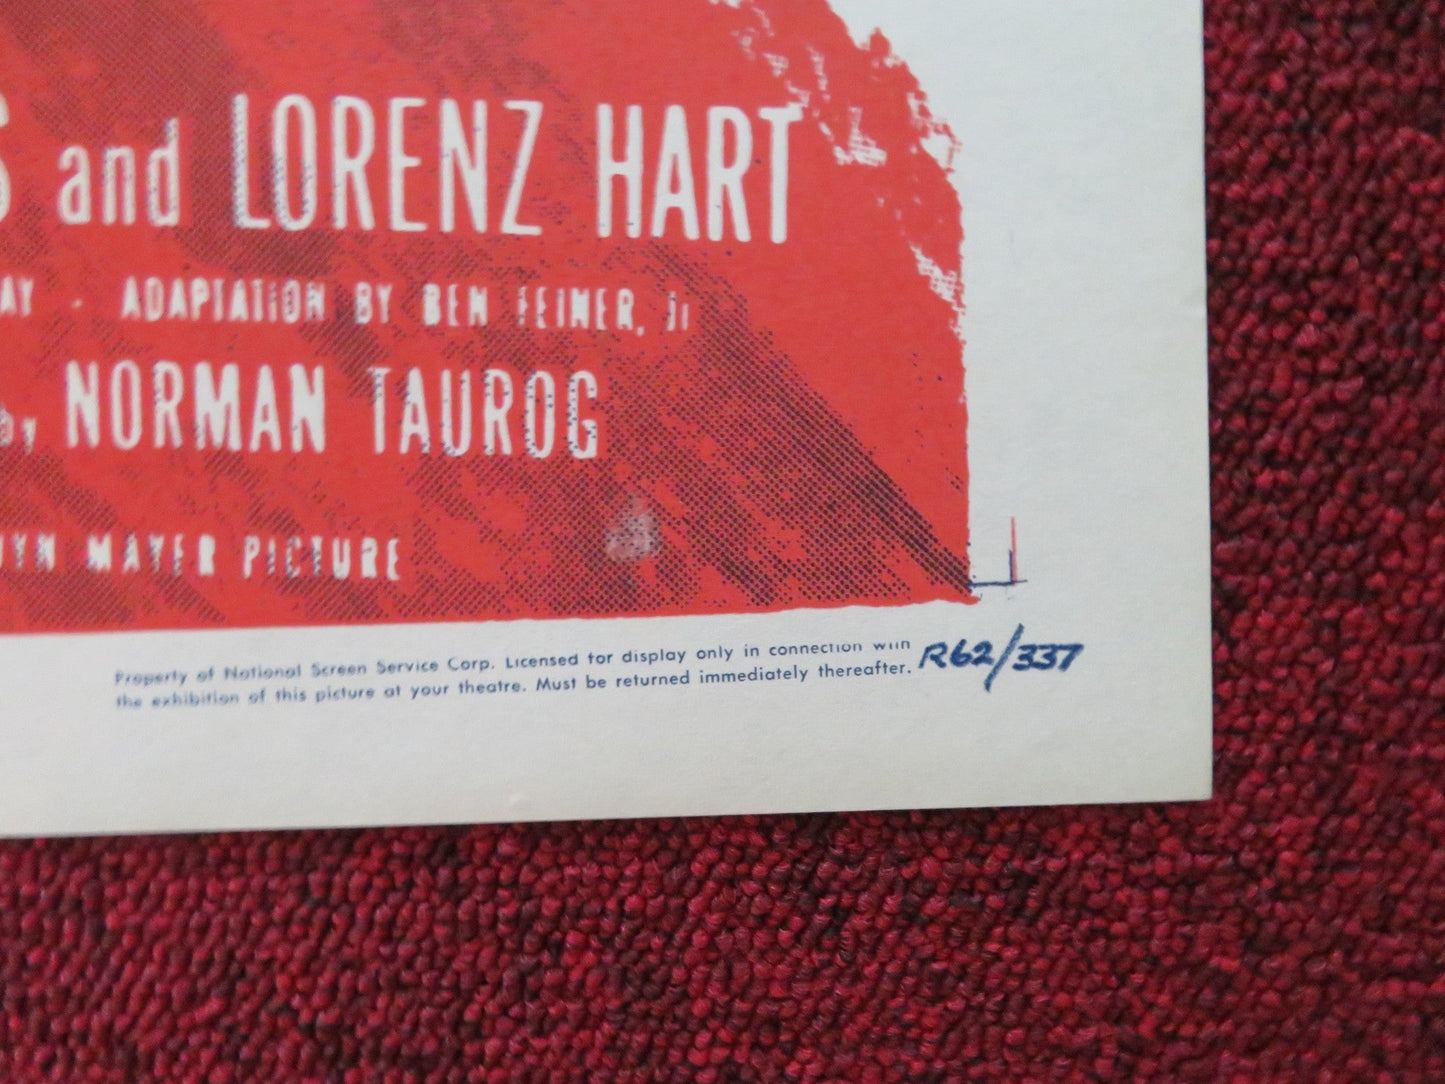 and LORENZ HART
ADAPTATION BY BEN FEINER, Jr
by NORMAN TAUROG
MAYER PICTURE
Property of National Screen Service Corp. Licensed for display only in connection with
the exhibition of this picture at your theatre. Must be returned immediately thereafter.
R62/337